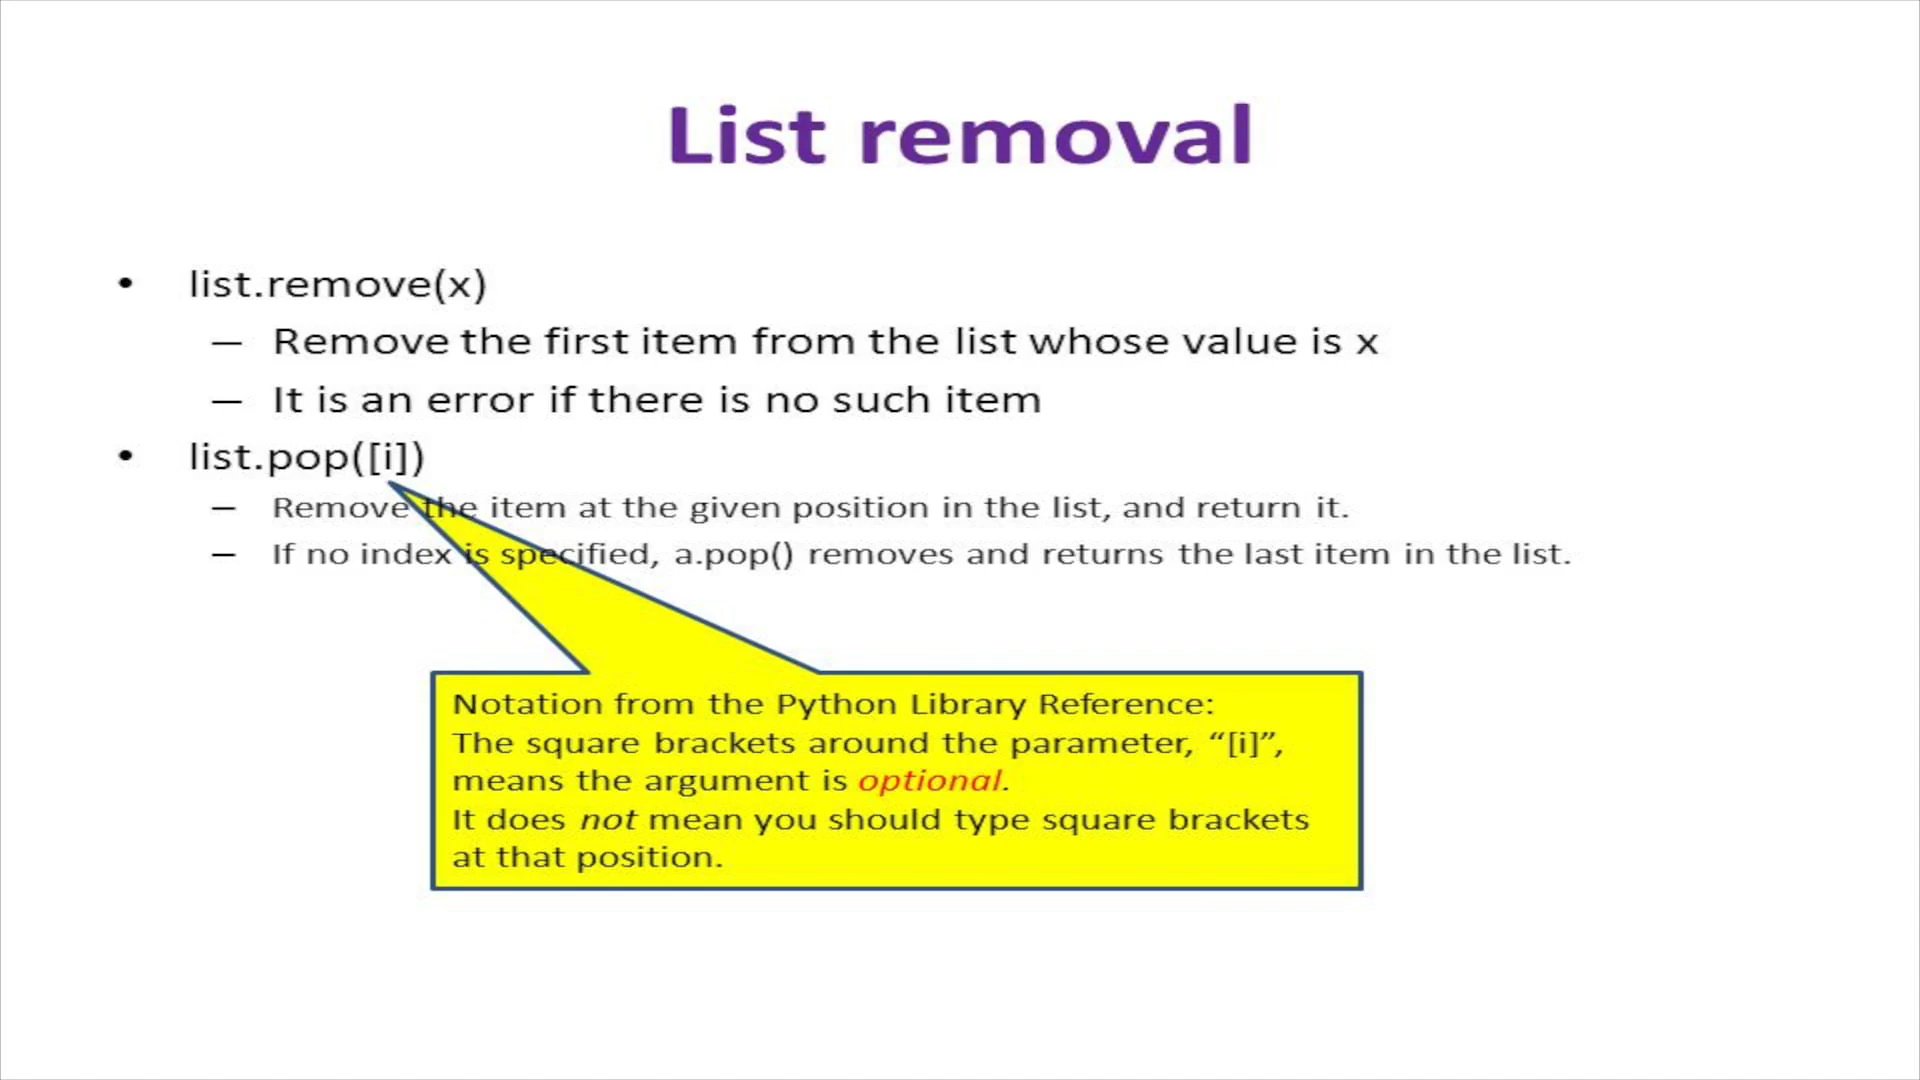 List removal
• list.remove(x)
– Remove the first item from the list whose value is x
– It is an error if there is no such item
• list.pop([i])
– Remove the item at the given position in the list, and return it.
– If no index is specified, a.pop() removes and returns the last item in the list.
Notation from the Python Library Reference:
The square brackets around the parameter, “[i]”,
means the argument is optional.
It does not mean you should type square brackets
at that position.